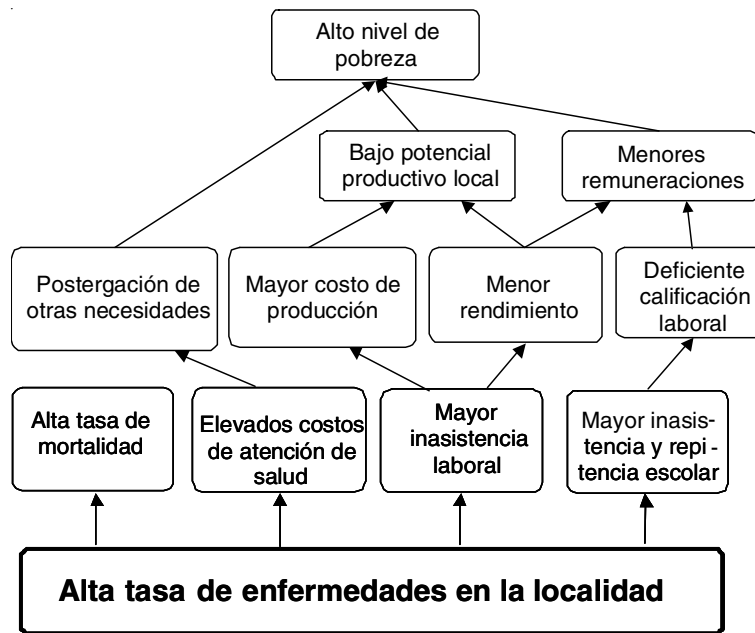 Alto nivel de
pobreza
Bajo potencial
productivo local
Menores
remuneraciones
Postergación de
otras necesidades
Mayor costo de
producción
Menor
rendimiento
Deficiente
calificación
laboral
Alta tasa de
mortalidad
Elevados costos
de atención de
salud
Mayor
inasistencia
laboral
Mayor inasis-
tencia y repi-
tencia escolar
Alta tasa de enfermedades en la localidad